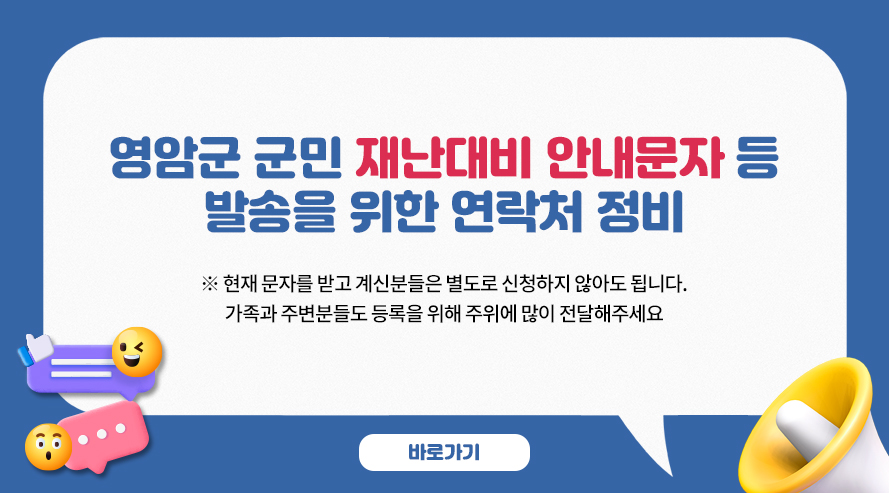 영암군 군민 재난대비 안내문자 등
발송을 위한 연락처 정비
※ 현재 문자를 받고 계신분들은 별도로 신청하지 않아도 됩니다.
가족과 주변분들도 등록을 위해 주위에 많이 전달해주세요
바로가기